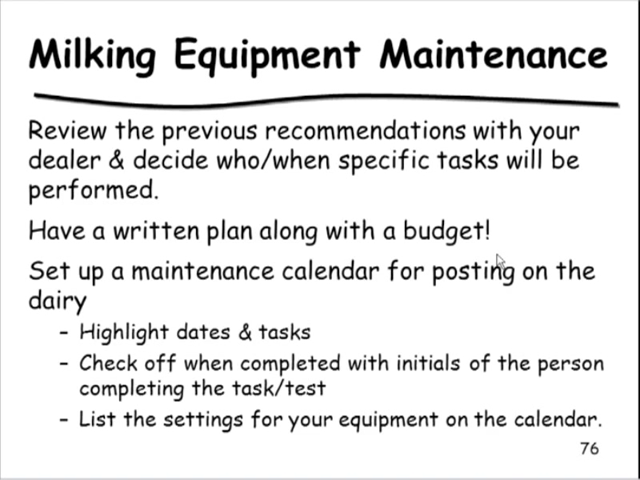 Milking Equipment Maintenance
Review the previous recommendations with your
dealer & decide who/when specific tasks will be
performed.
Have a written plan along with a budget!
Set up a maintenance calendar for posting on the
dairy
– Highlight dates & tasks
– Check off when completed with initials of the person
completing the task/test
– List the settings for your equipment on the calendar.
76